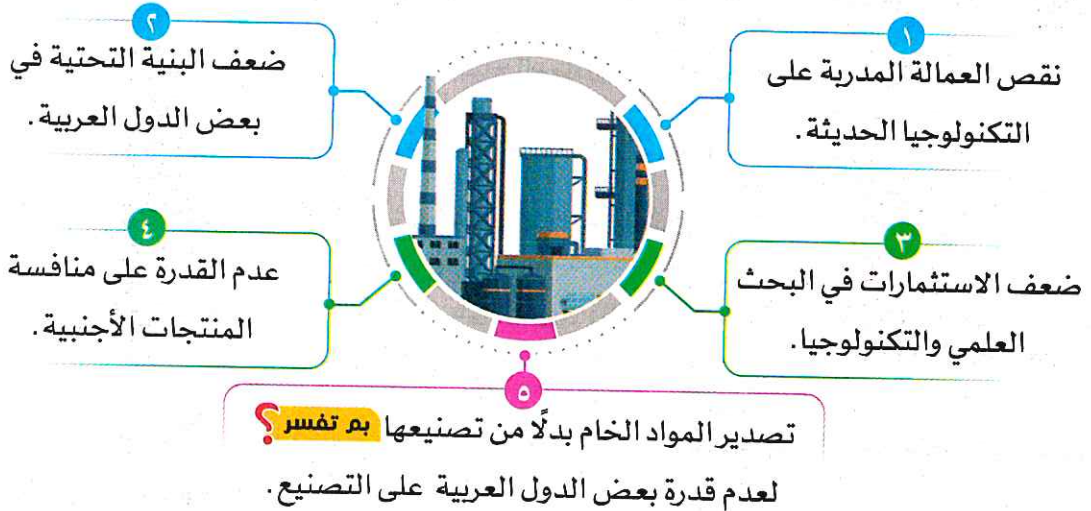 ١
نقص العمالة المدربة على
التكنولوجيا الحديثة.
٢
ضعف البنية التحتية في
بعض الدول العربية.
٣
ضعف الاستثمارات في البحث
العلمي والتكنولوجيا.
٤
عدم القدرة على منافسة
المنتجات الأجنبية.
٥
تصدير المواد الخام بدلًا من تصنيعها بم تفسر ؟
لعدم قدرة بعض الدول العربية على التصنيع.